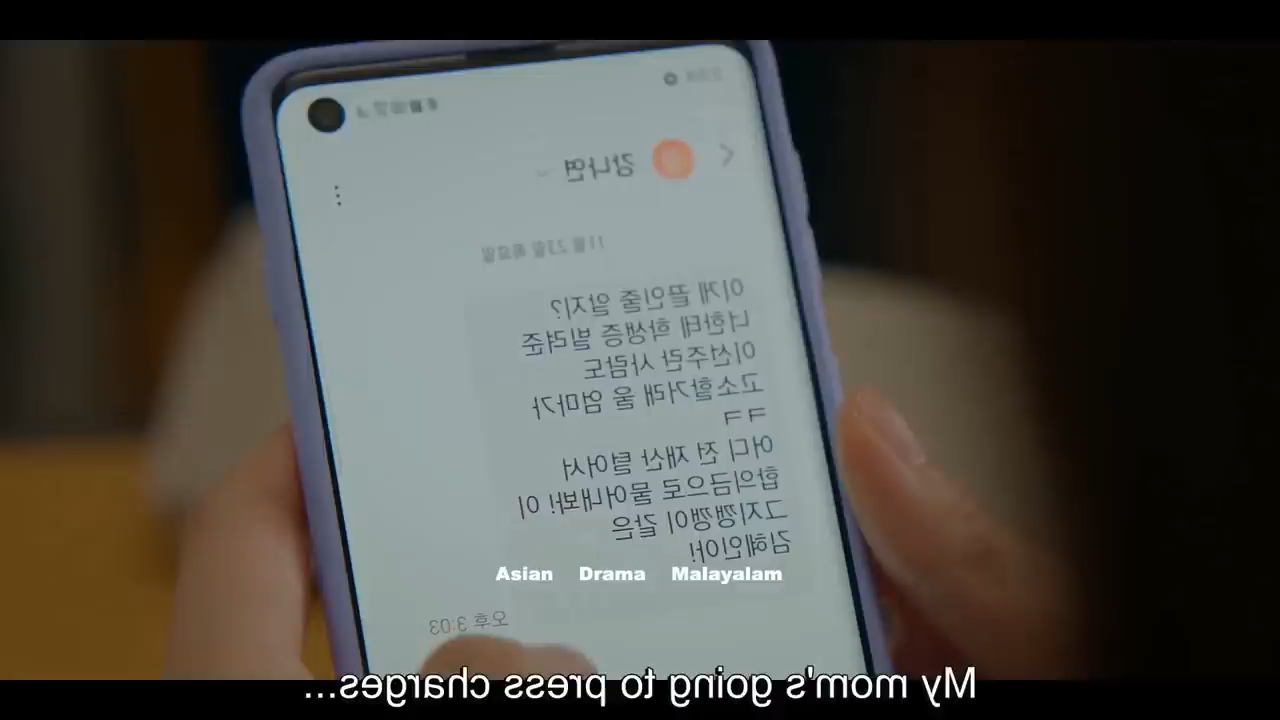 강나연
11월 23일 목요일
이게 끝인줄 알지?
너한테 학생증 빌려준
이선주란 사람도
고소할거래 울 엄마가
ㅋㅋ
어디 전 재산 털어서
합의금으로 물어내봐! 이
그지깽깽이 같은
김혜인아!
Asian Drama Malayalam
오후 3:03
My mom's going to press charges...